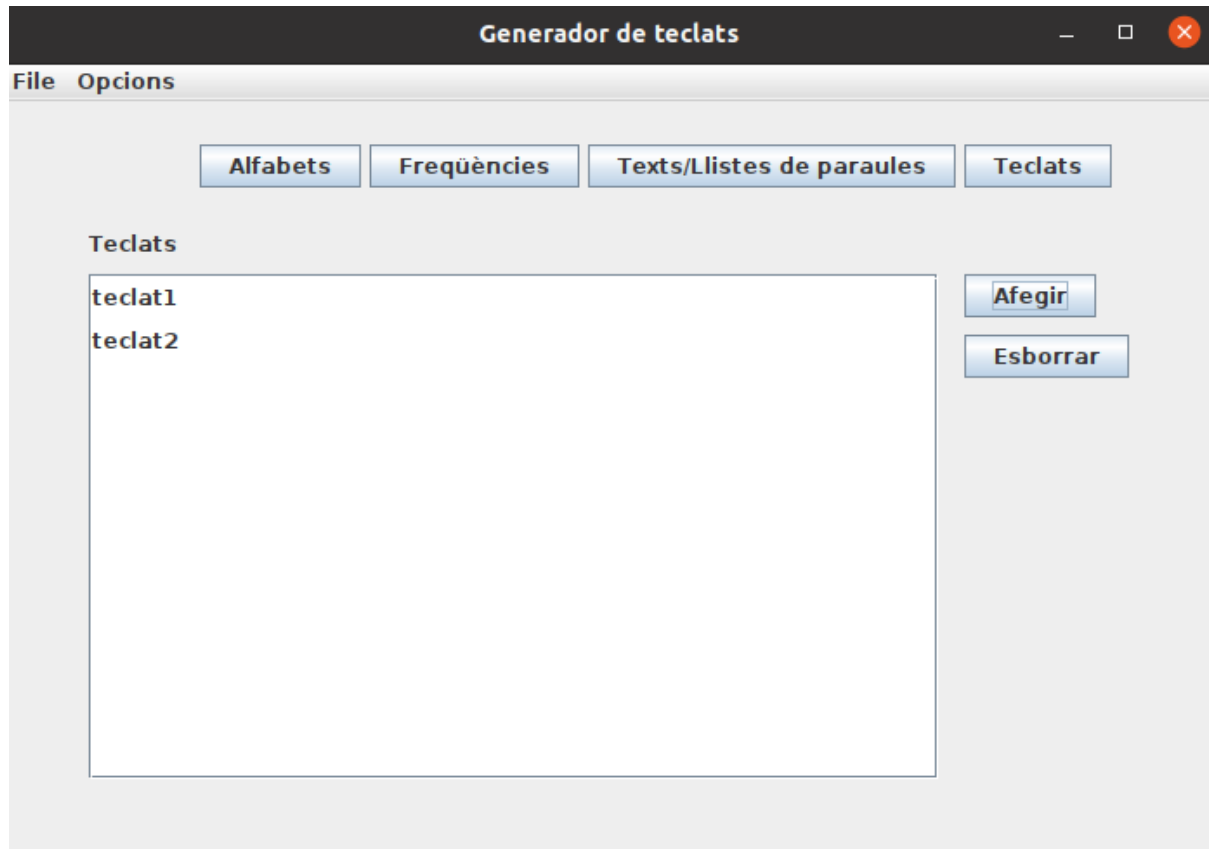 Generador de teclats
File Opcions
Alfabets Freqüències Texts/Llistes de paraules Teclats
Teclats
teclat1
teclat2
Afegir
Esborrar